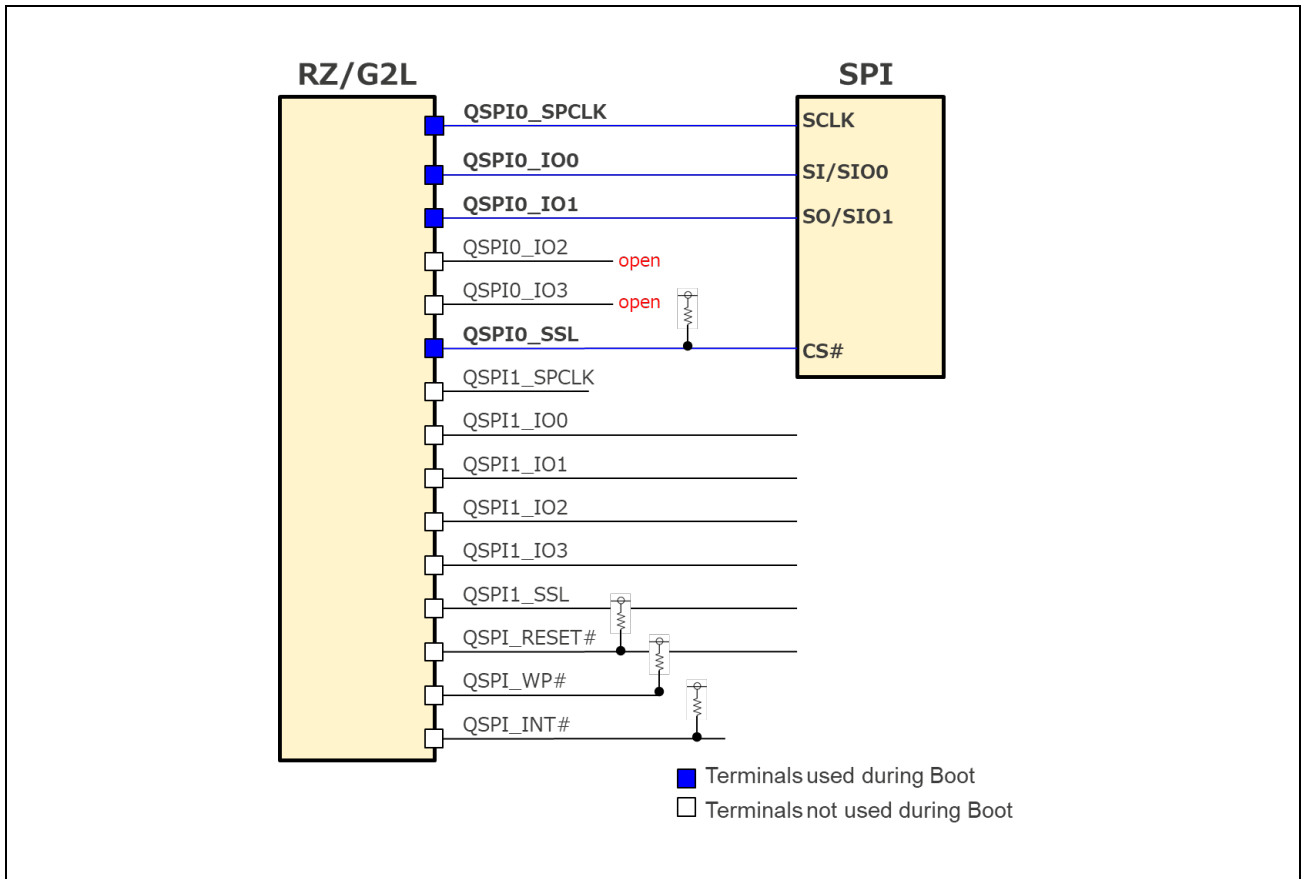 RZ/G2L
SPI
QSPI0_SPCLK
SCLK
QSPI0_IO0
SI/SIO0
QSPI0_IO1
SO/SIO1
QSPI0_IO2
open
QSPI0_IO3
open
QSPI0_SSL
CS#
QSPI1_SPCLK
QSPI1_IO0
QSPI1_IO1
QSPI1_IO2
QSPI1_IO3
QSPI1_SSL
QSPI_RESET#
QSPI_WP#
QSPI_INT#
Terminals used during Boot
Terminals not used during Boot